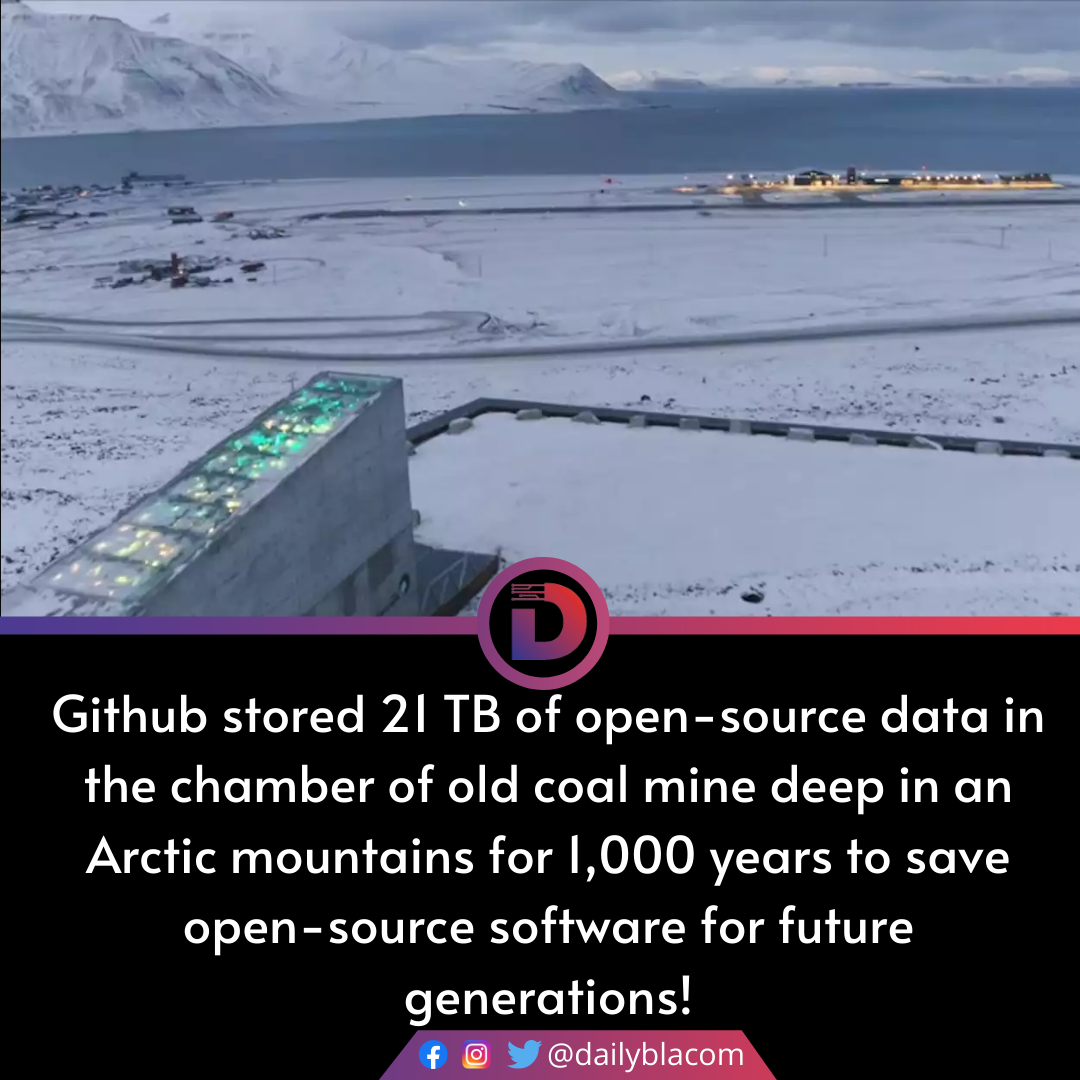 D
Github stored 21 TB of open-source data in
the chamber of old coal mine deep in an
Arctic mountains for 1,000 years to save
open-source software for future
generations!
@dailyblacom